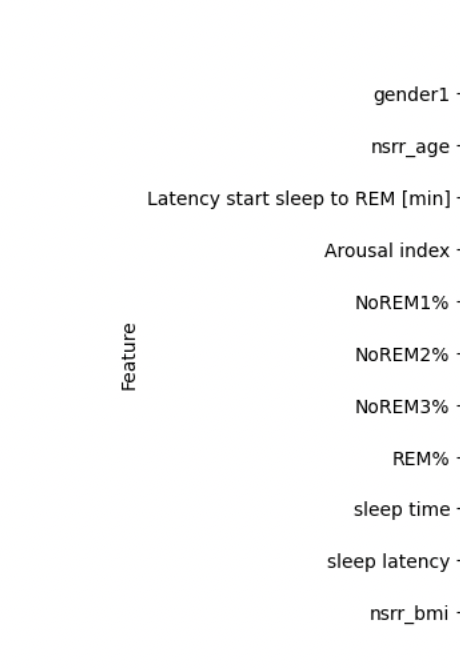 gender1
nsrr_age
Latency start sleep to REM [min]
Arousal index
NoREM1%
Feature
NoREM2%
NoREM3%
REM%
sleep time
sleep latency
nsrr_bmi